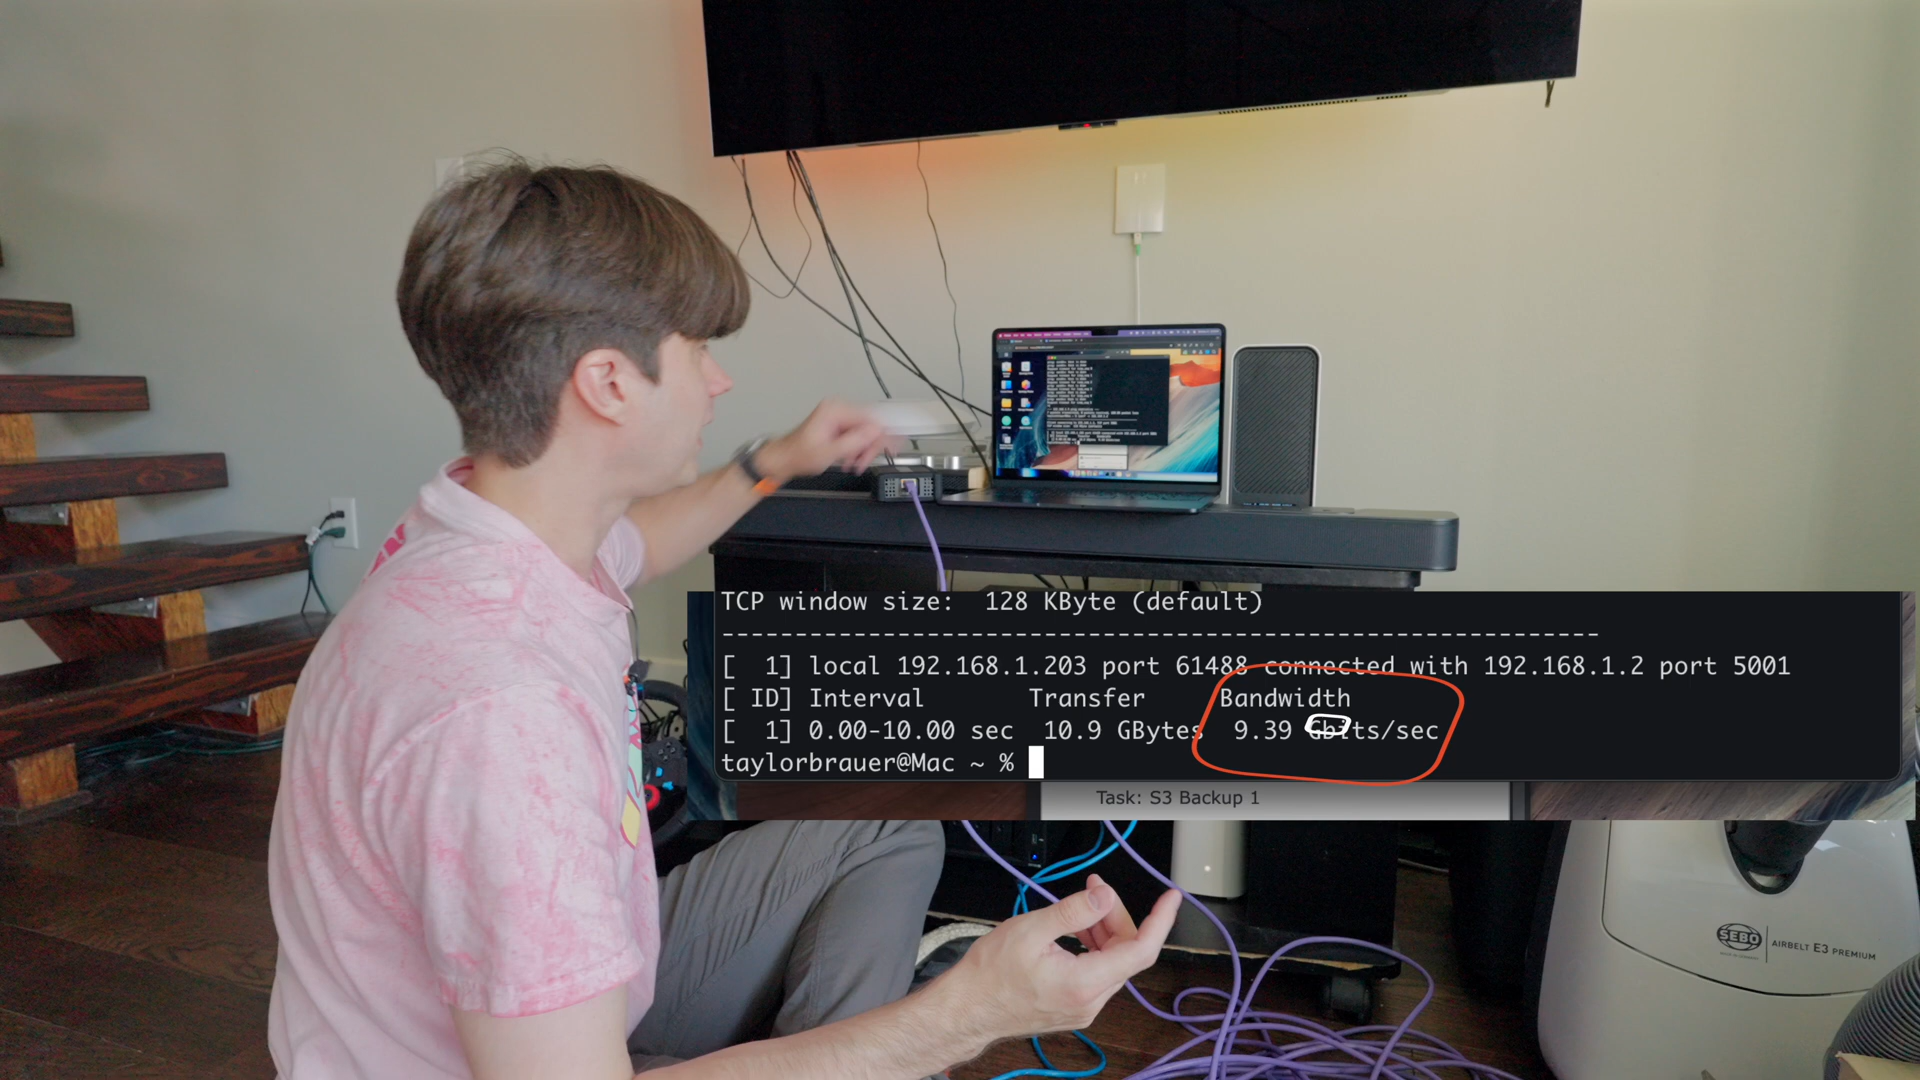 TCP window size:  128 KByte (default)
------------------------------------------------------------
[  1] local 192.168.1.203 port 61488 connected with 192.168.1.2 port 5001
[ ID] Interval       Transfer     Bandwidth
[  1] 0.00-10.00 sec  10.9 GBytes  9.39 Gbits/sec
taylorbrauer@Mac ~ %
Task: S3 Backup 1
SEBO
AIRBELT E3 PREMIUM